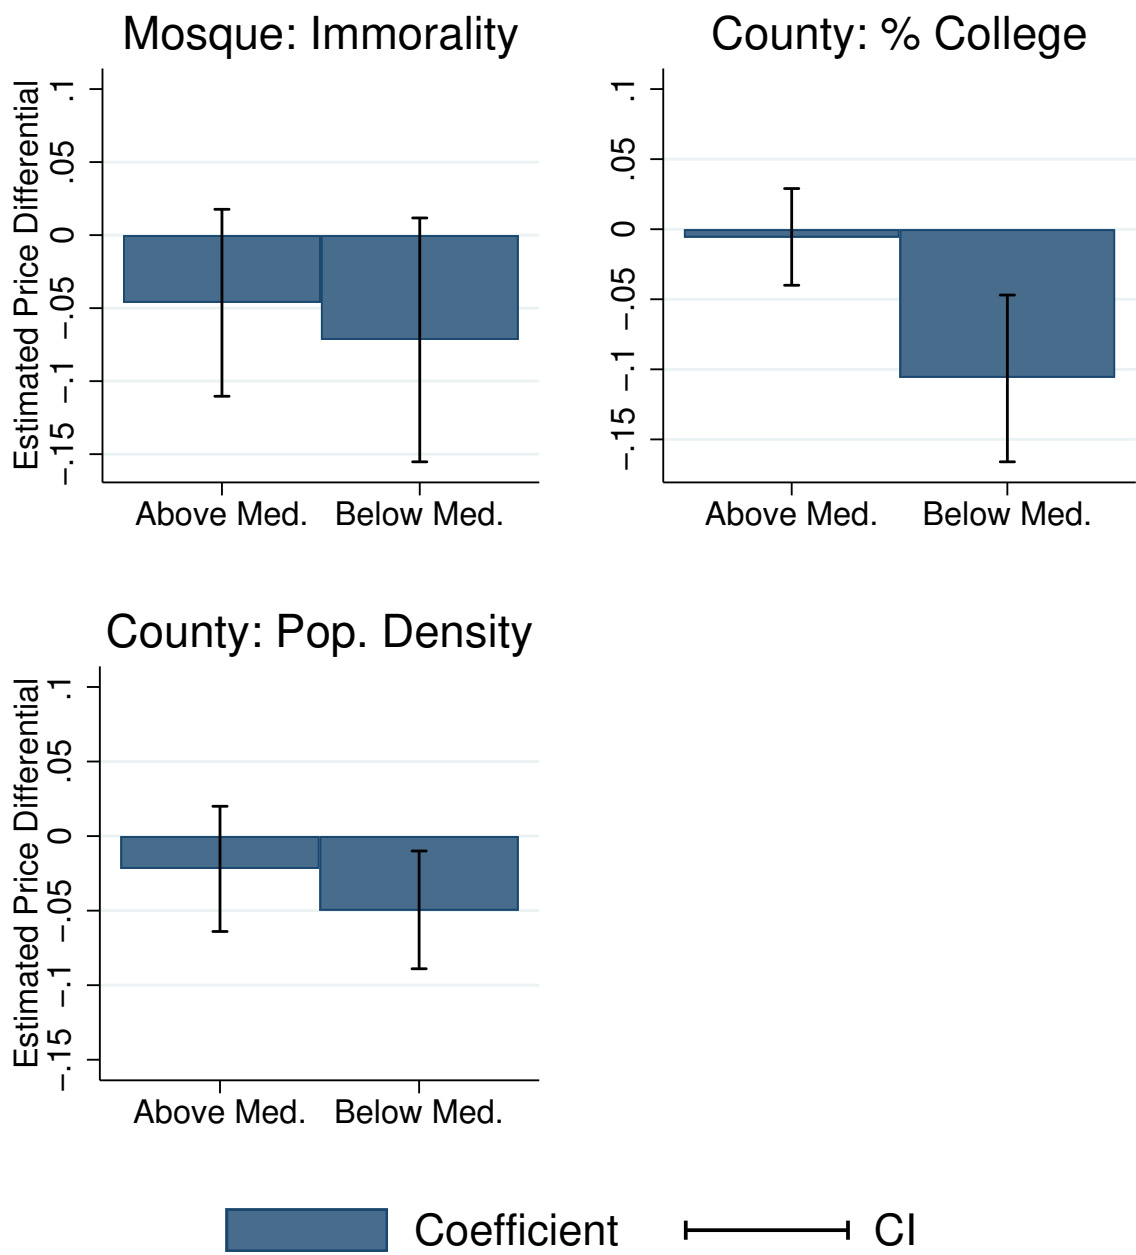 Mosque: Immorality
Estimated Price Differential
.1
.05
0
−.05
−.1
−.15
Above Med.
Below Med.
County: % College
.1
.05
0
−.05
−.1
−.15
Above Med.
Below Med.
County: Pop. Density
Estimated Price Differential
.1
.05
0
−.05
−.1
−.15
Above Med.
Below Med.
Coefficient
CI